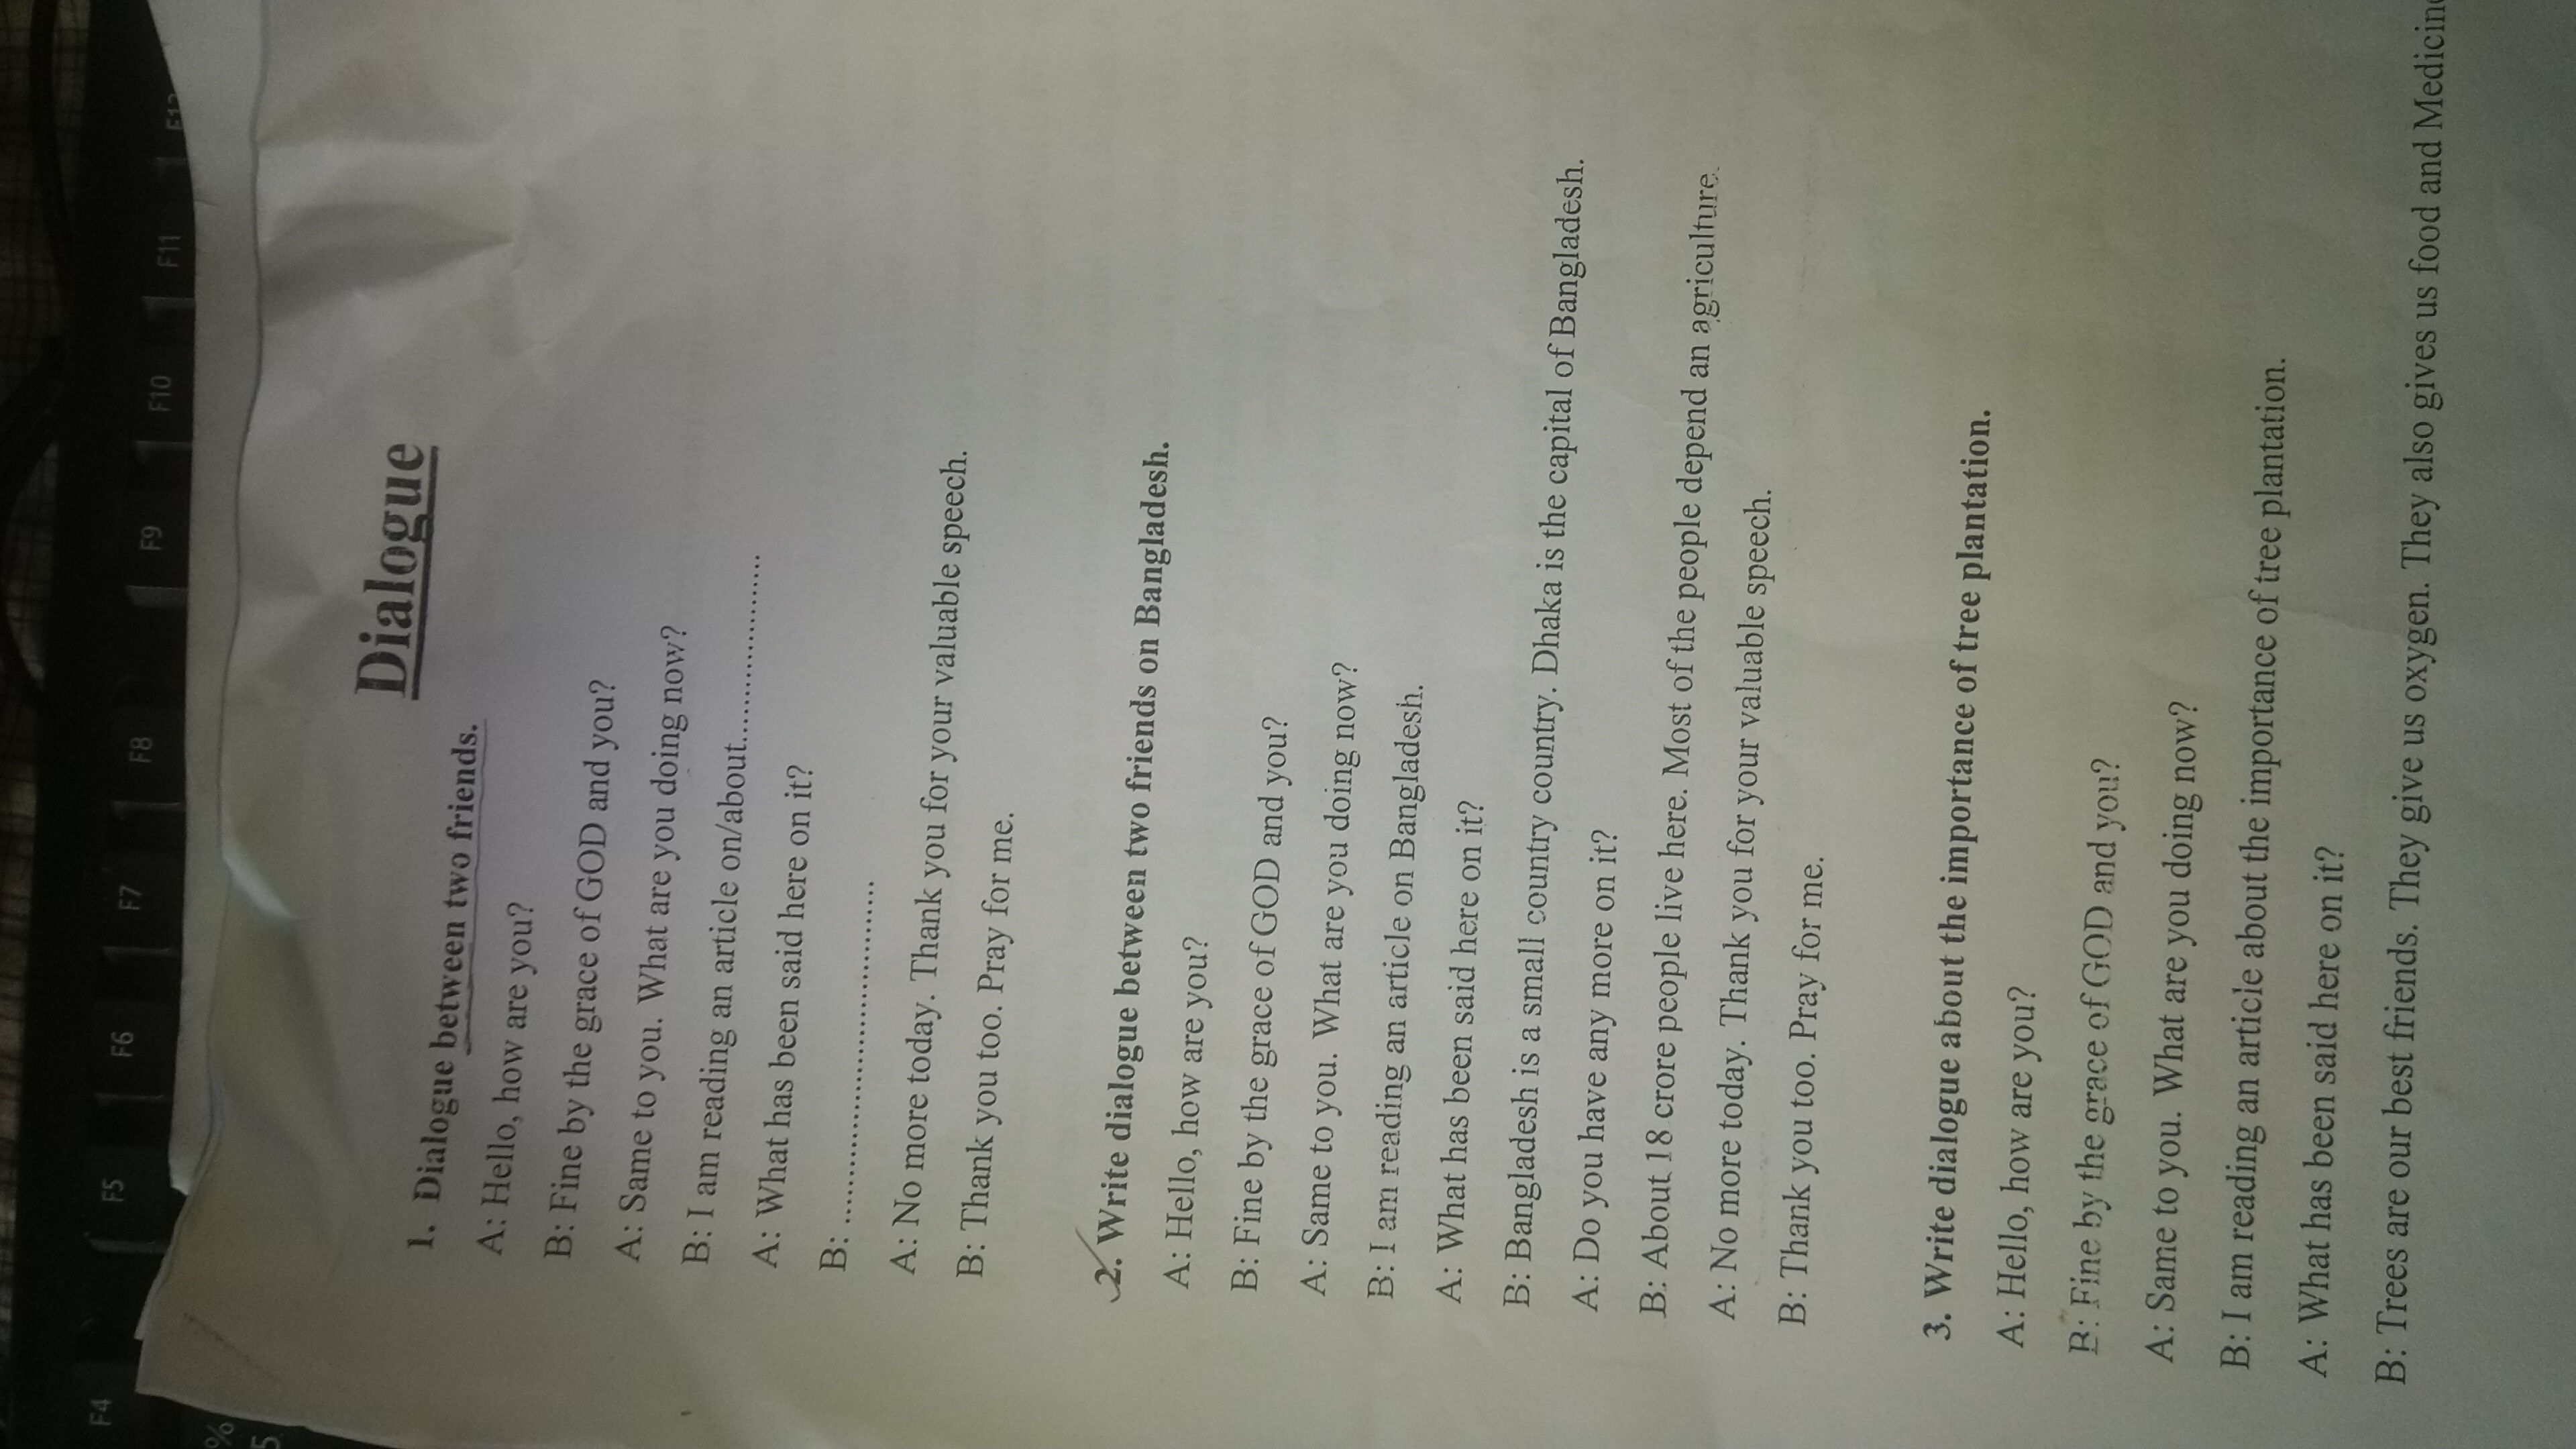 F4 F5 F6 F7 F8 F9 F10 F11 F12
%
5
Dialogue
1. Dialogue between two friends.
A: Hello, how are you?
B: Fine by the grace of GOD and you?
A: Same to you. What are you doing now?
B: I am reading an article on/about.....................
A: What has been said here on it?
B: ......................................
A: No more today. Thank you for your valuable speech.
B: Thank you too. Pray for me.
2. Write dialogue between two friends on Bangladesh.
A: Hello, how are you?
B: Fine by the grace of GOD and you?
A: Same to you. What are you doing now?
B: I am reading an article on Bangladesh.
A: What has been said here on it?
B: Bangladesh is a small country country. Dhaka is the capital of Bangladesh.
A: Do you have any more on it?
B: About 18 crore people live here. Most of the people depend an agriculture.
A: No more today. Thank you for your valuable speech.
B: Thank you too. Pray for me.
3. Write dialogue about the importance of tree plantation.
A: Hello, how are you?
B: Fine by the grace of GOD and you?
A: Same to you. What are you doing now?
B: I am reading an article about the importance of tree plantation.
A: What has been said here on it?
B: Trees are our best friends. They give us oxygen. They also gives us food and Medicine